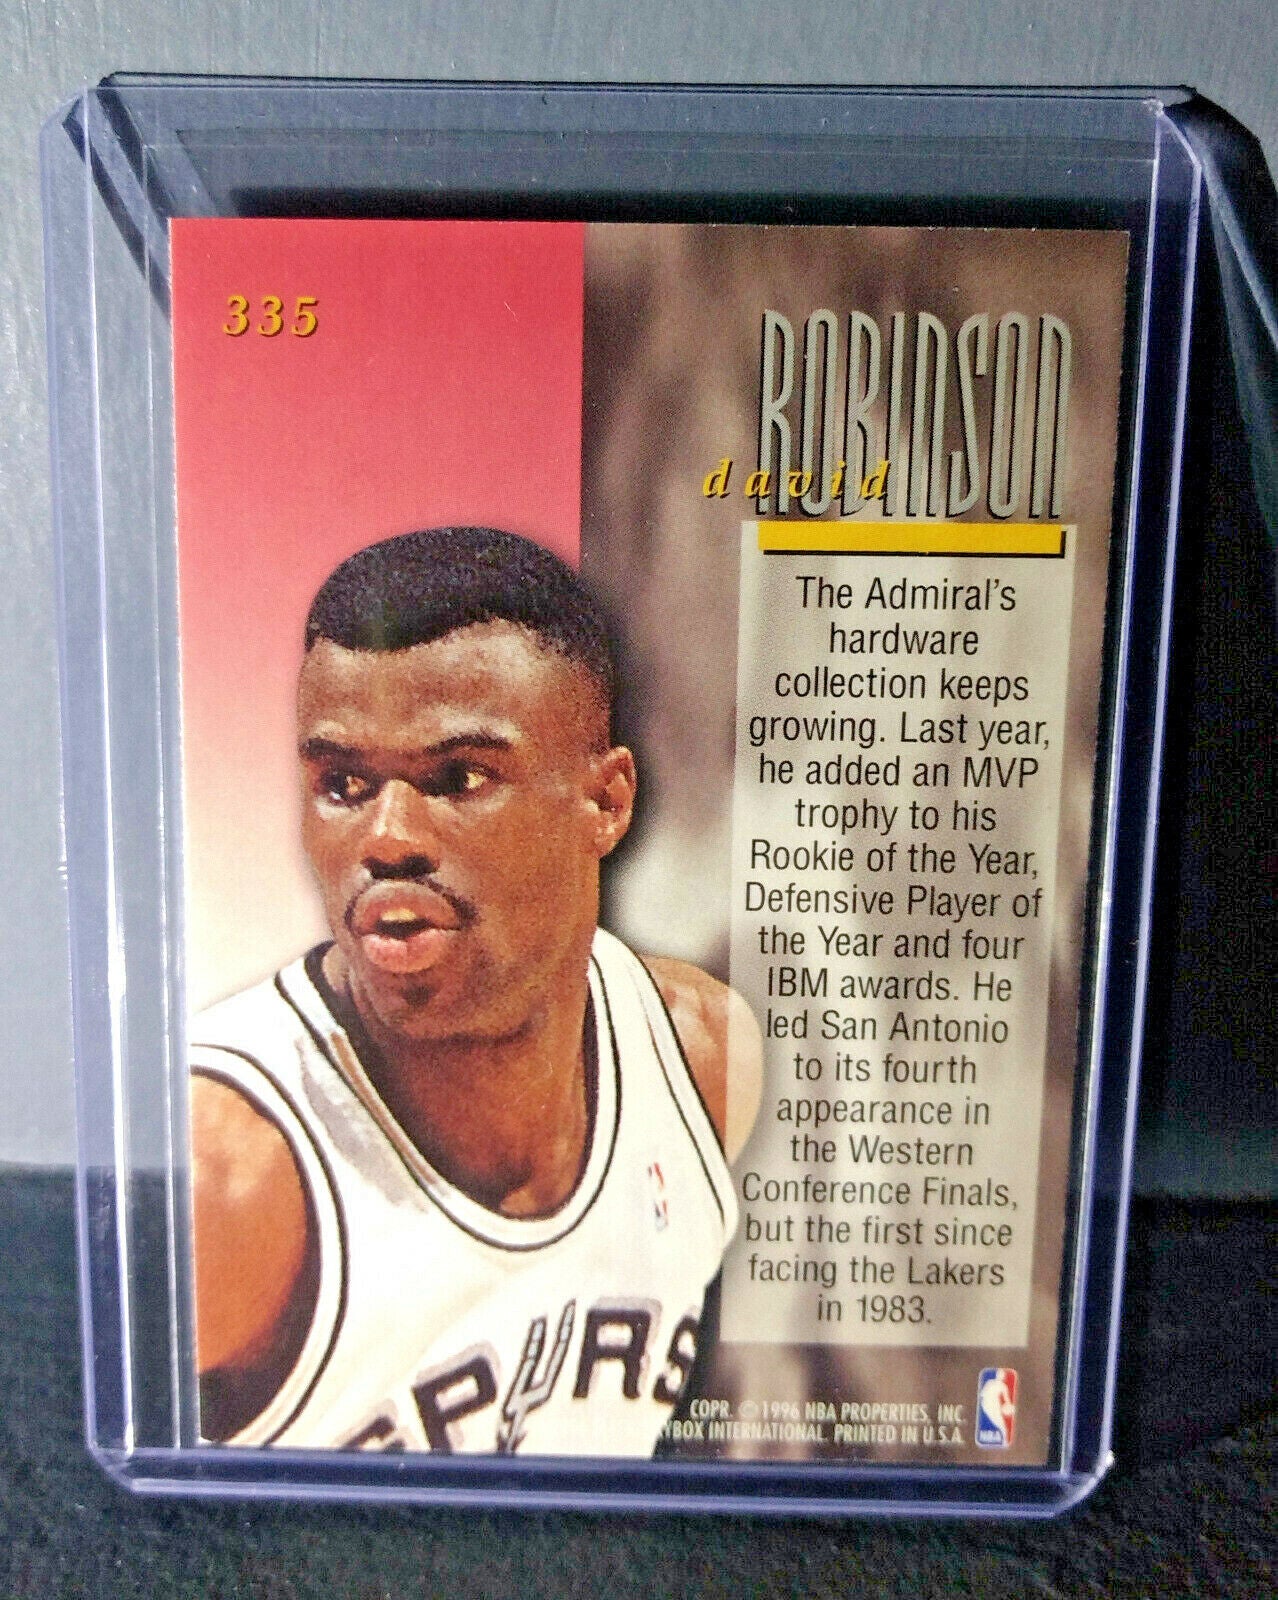 335
ROBINSON
david
The Admiral's
hardware
collection keeps
growing. Last year,
he added an MVP
trophy to his
Rookie of the Year,
Defensive Player of
the Year and four
IBM awards. He
led San Antonio
to its fourth
appearance in
the Western
Conference Finals,
but the first since
facing the Lakers
in 1983.
SPURS
COPR. © 1996 NBA PROPERTIES, INC.
YBOX INTERNATIONAL. PRINTED IN U.S.A.
NBA